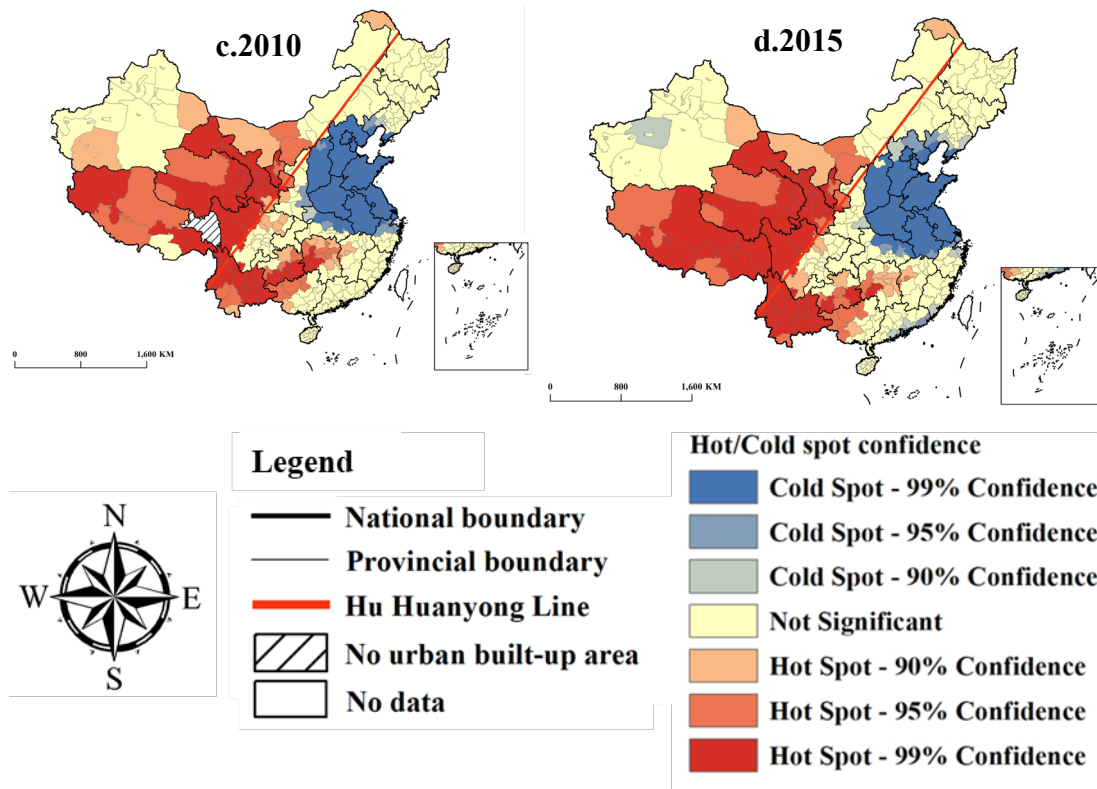 c.2010
d.2015
0 800 1,600 KM
0 800 1,600 KM
Legend
National boundary
Provincial boundary
Hu Huanyong Line
No urban built-up area
No data
N
W E
S
Hot/Cold spot confidence
Cold Spot - 99% Confidence
Cold Spot - 95% Confidence
Cold Spot - 90% Confidence
Not Significant
Hot Spot - 90% Confidence
Hot Spot - 95% Confidence
Hot Spot - 99% Confidence